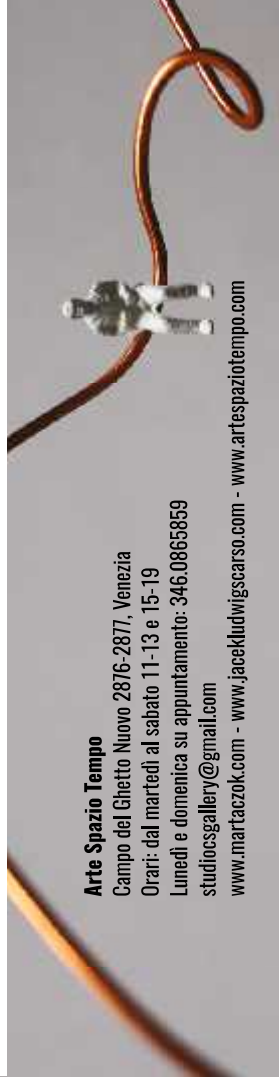 Arte Spazio Tempo
Campo del Ghetto Nuovo 2876-2877, Venezia
Orari: dal martedì al sabato 11-13 e 15-19
Lunedì e domenica su appuntamento: 346.0865859
studiocsgallery@gmail.com
www.martaczok.com - www.jacekludwigscarso.com - www.artespaziotempo.com